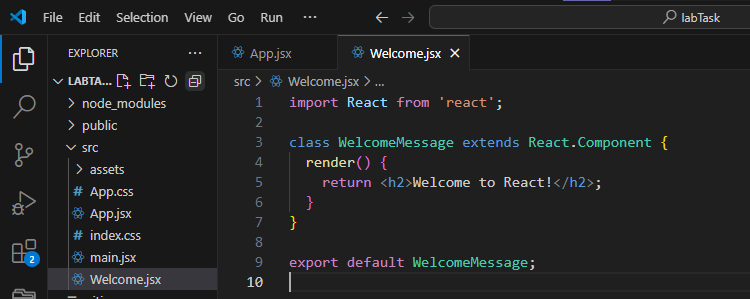 File Edit Selection View ... labTask
EXPLORER ...
App.jsx Welcome.jsx
LABTA...
src > Welcome.jsx > ...
node_modules
public
src
assets
App.css
App.jsx
index.css
main.jsx
Welcome.jsx
2
1 import React from 'react';
2
3 class WelcomeMessage extends React.Component {
4 render() {
5 return <h2>Welcome to React!</h2>;
6 }
7 }
8
9 export default WelcomeMessage;
10